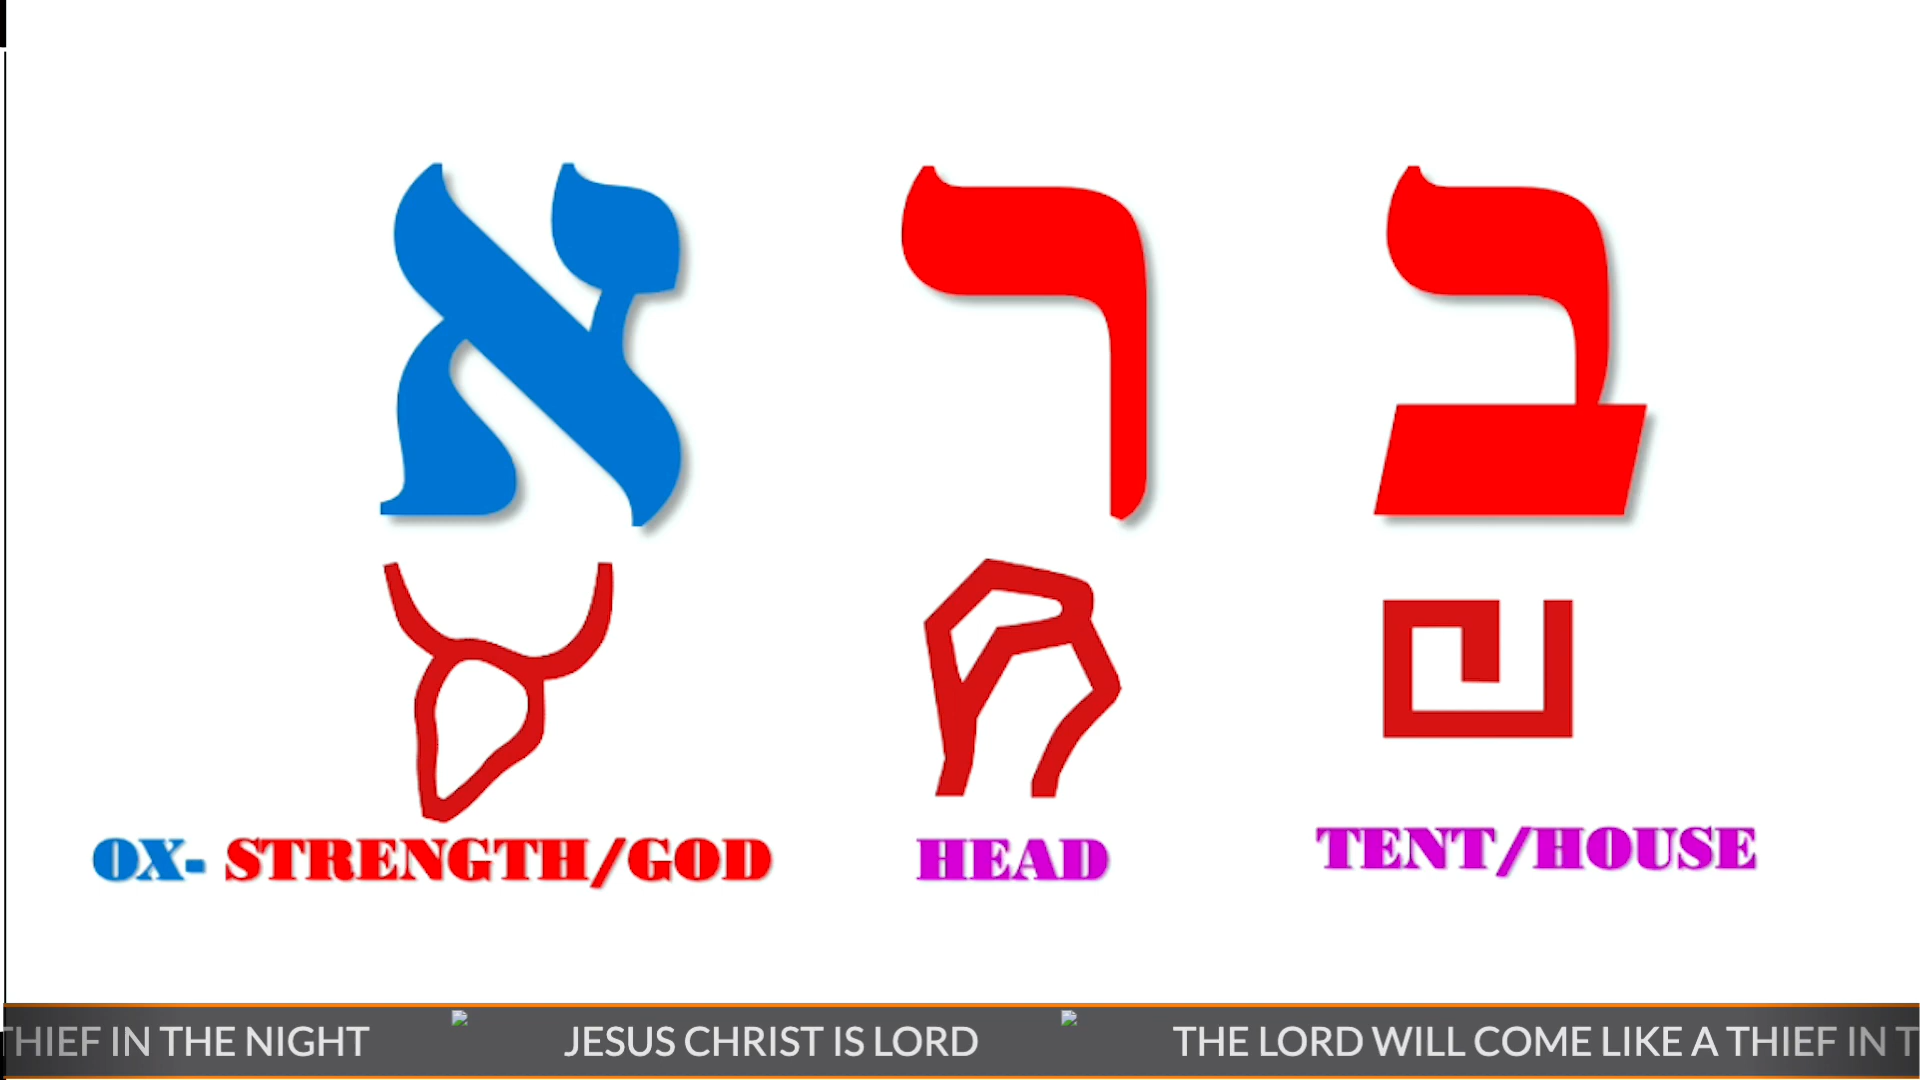 א ר ב
OX- STRENGTH/GOD HEAD TENT/HOUSE
THIEF IN THE NIGHT JESUS CHRIST IS LORD THE LORD WILL COME LIKE A THIEF IN T